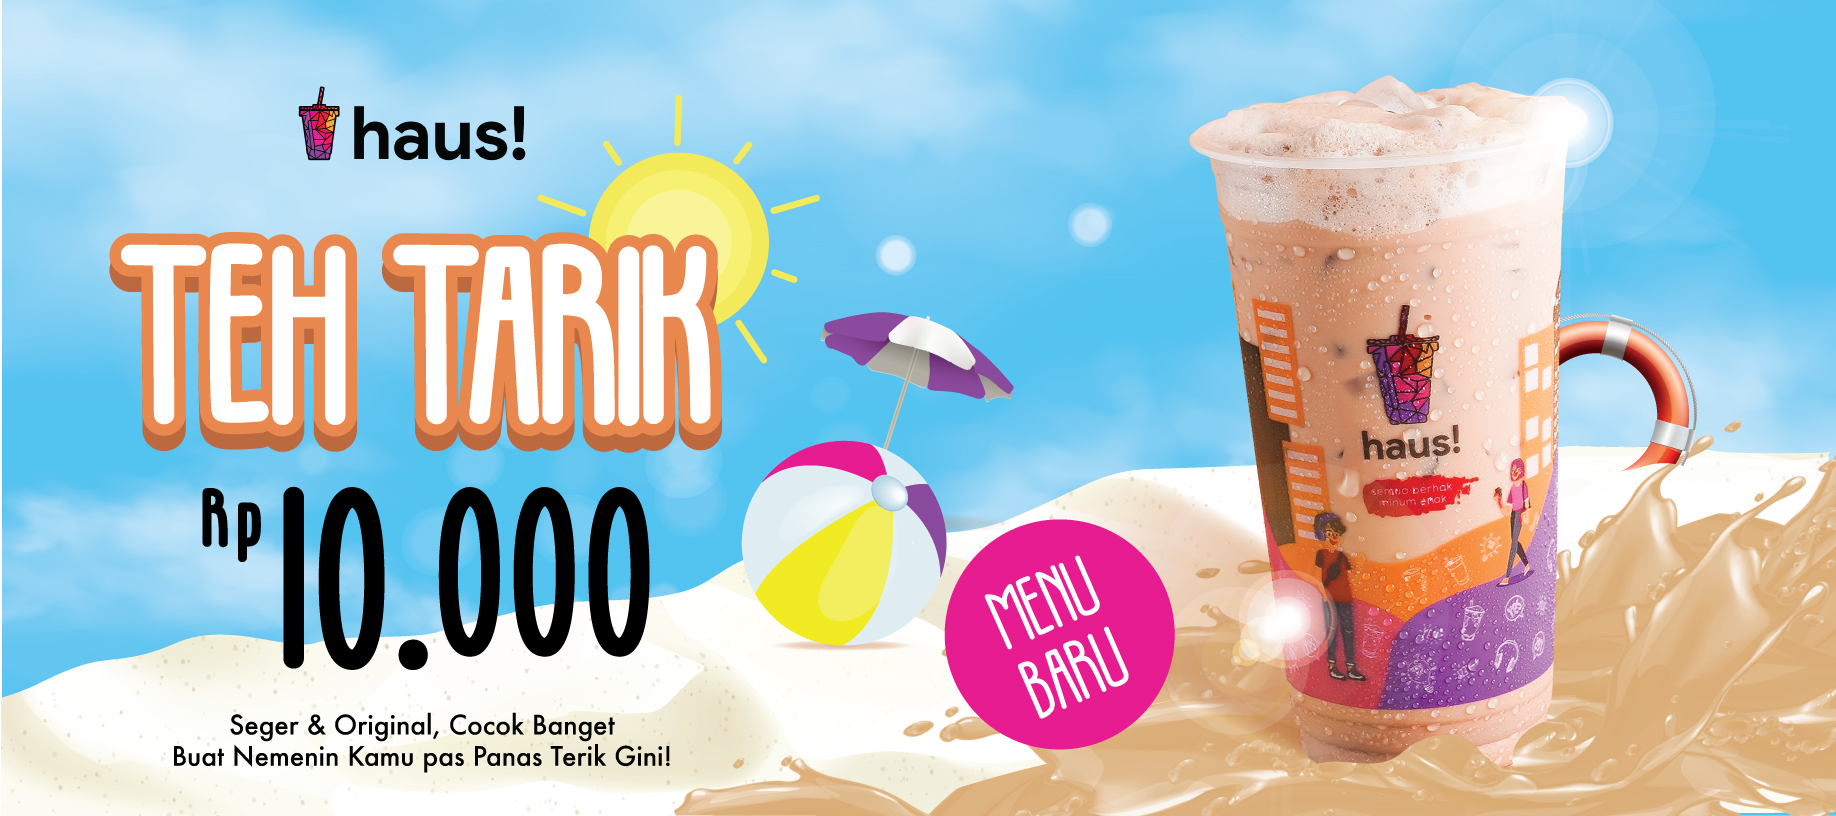 haus!
TEH TARIK
Rp 10.000
Seger & Original, Cocok Banget
Buat Nemenin Kamu pas Panas Terik Gini!
MENU
BARU
haus!
semua berhak
minum enak